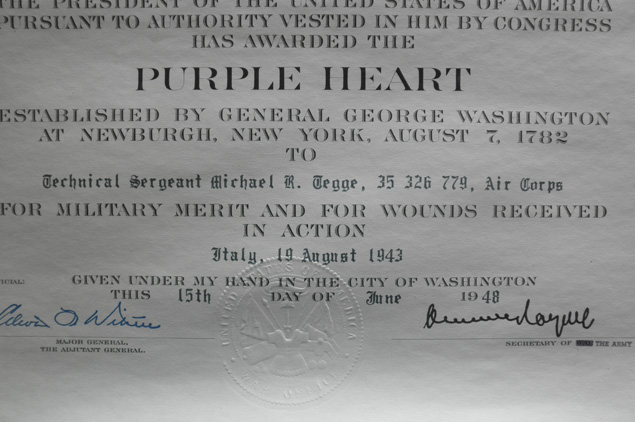 THE PRESIDENT OF THE UNITED STATES OF AMERICA
PURSUANT TO AUTHORITY VESTED IN HIM BY CONGRESS
HAS AWARDED THE
PURPLE HEART
ESTABLISHED BY GENERAL GEORGE WASHINGTON
AT NEWBURGH, NEW YORK, AUGUST 7, 1782
TO
Technical Sergeant Michael R. Tegge, 35 326 779, Air Corps
FOR MILITARY MERIT AND FOR WOUNDS RECEIVED
IN ACTION
Italy, 19 August 1943
GIVEN UNDER MY HAND IN THE CITY OF WASHINGTON
THIS 15th DAY OF June 1948
MAJOR GENERAL,
THE ADJUTANT GENERAL.
SECRETARY OF THE ARMY